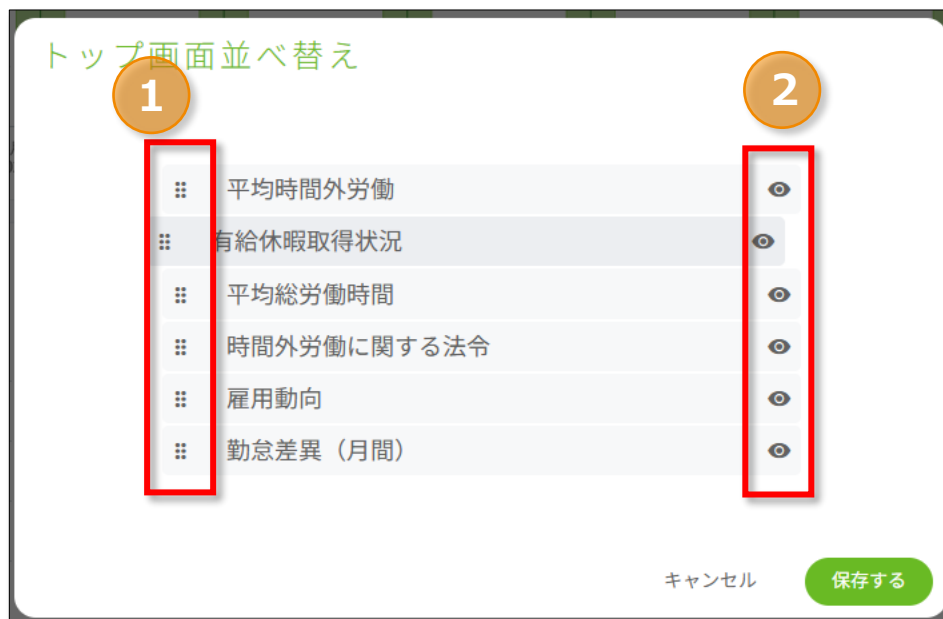 トップ画面並べ替え
1
2
平均時間外労働
有給休暇取得状況
平均総労働時間
時間外労働に関する法令
雇用動向
勤怠差異（月間）
キャンセル
保存する